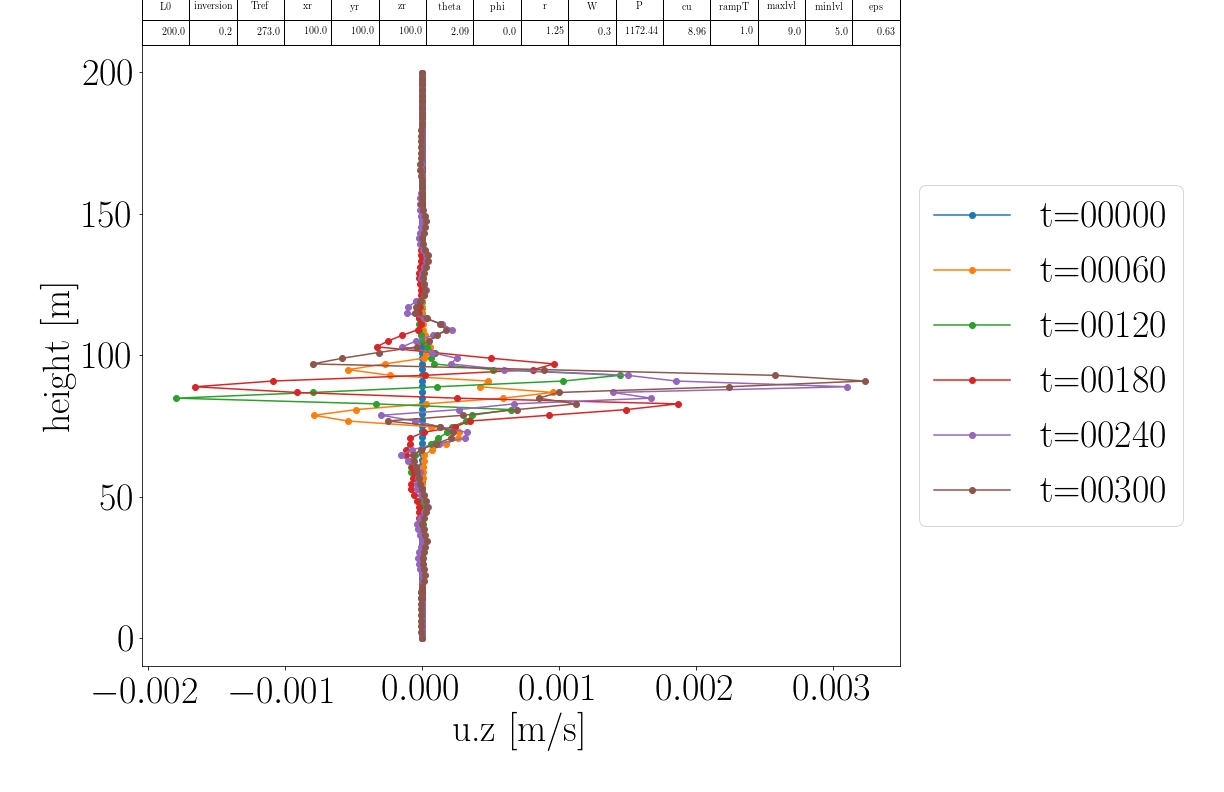 L0 inversion Tref xr yr zr theta phi r W P cu rampT maxlvl minlvl eps
200.0 0.2 273.0 100.0 100.0 100.0 2.09 0.0 1.25 0.3 1172.44 8.96 1.0 9.0 5.0 0.63
200
150
100
50
0
height [m]
−0.002 −0.001 0.000 0.001 0.002 0.003
u.z [m/s]
t=00000
t=00060
t=00120
t=00180
t=00240
t=00300